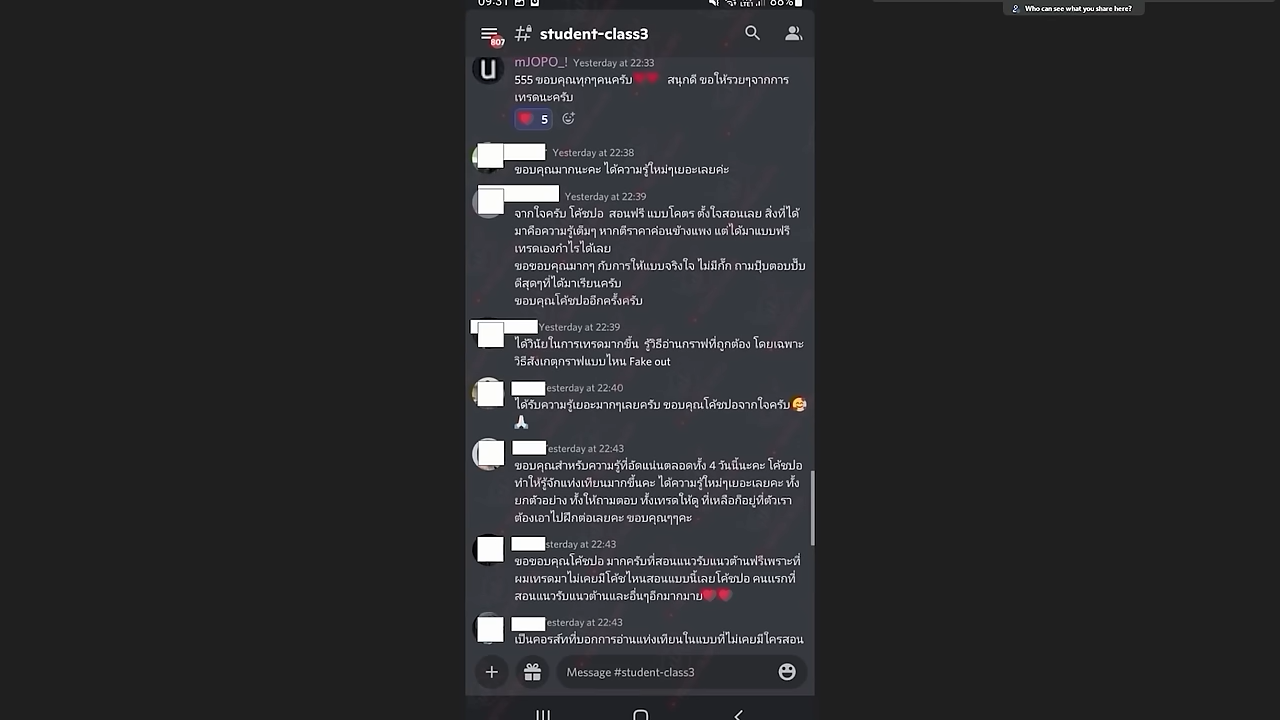 09:31
88%
Who can see what you share here?
807
student-class3
mJOPO_! Yesterday at 22:33
555 ขอบคุณทุกๆคนครับ❤️❤️ สนุกดี ขอให้รวยๆจากการ
เทรดนะครับ
❤️ 5
Yesterday at 22:38
ขอบคุณมากนะคะ ได้ความรู้ใหม่ๆเยอะเลยค่ะ
Yesterday at 22:39
จากใจครับ โค้ชปอ สอนฟรี แบบโคตร ตั้งใจสอนเลย สิ่งที่ได้
มาคือความรู้เต็มๆ หากตีราคาค่อนข้างแพง แต่ได้มาแบบฟรี
เทรดเองกำไรได้เลย
ขอขอบคุณมากๆ กับการให้แบบจริงใจ ไม่มีกั๊ก ถามปุ๊บตอบปั๊บ
ดีสุดๆที่ได้มาเรียนครับ
ขอบคุณโค้ชปออีกครั้งครับ
Yesterday at 22:39
ได้วินัยในการเทรดมากขึ้น รู้วิธีอ่านกราฟที่ถูกต้อง โดยเฉพาะ
วิธีสังเกตุกราฟแบบไหน Fake out
esterday at 22:40
ได้รับความรู้เยอะมากๆเลยครับ ขอบคุณโค้ชปอจากใจครับ🥰
🙏🏻
esterday at 22:43
ขอบคุณสำหรับความรู้ที่อัดแน่นตลอดทั้ง 4 วันนี้นะคะ โค้ชปอ
ทำให้รู้จักแท่งเทียนมากขึ้นคะ ได้ความรู้ใหม่ๆเยอะเลยคะ ทั้ง
ยกตัวอย่าง ทั้งให้ถามตอบ ทั้งเทรดให้ดู ที่เหลือก็อยู่ที่ตัวเรา
ต้องเอาไปฝึกต่อเลยคะ ขอบคุณๆๆคะ
sterday at 22:43
ขอขอบคุณโค้ชปอ มากครับที่สอนแนวรับแนวต้านฟรีเพราะที่
ผมเทรดมาไม่เคยมีโค้ชไหนสอนแบบนี้เลยโค้ชปอ คนแรกที่
สอนแนวรับแนวต้านและอื่นๆอีกมากมาย❤️❤️
esterday at 22:43
เป็นคอรส์ทที่บอกการอ่านแท่งเทียนในแบบที่ไม่เคยมีใครสอน
Message #student-class3